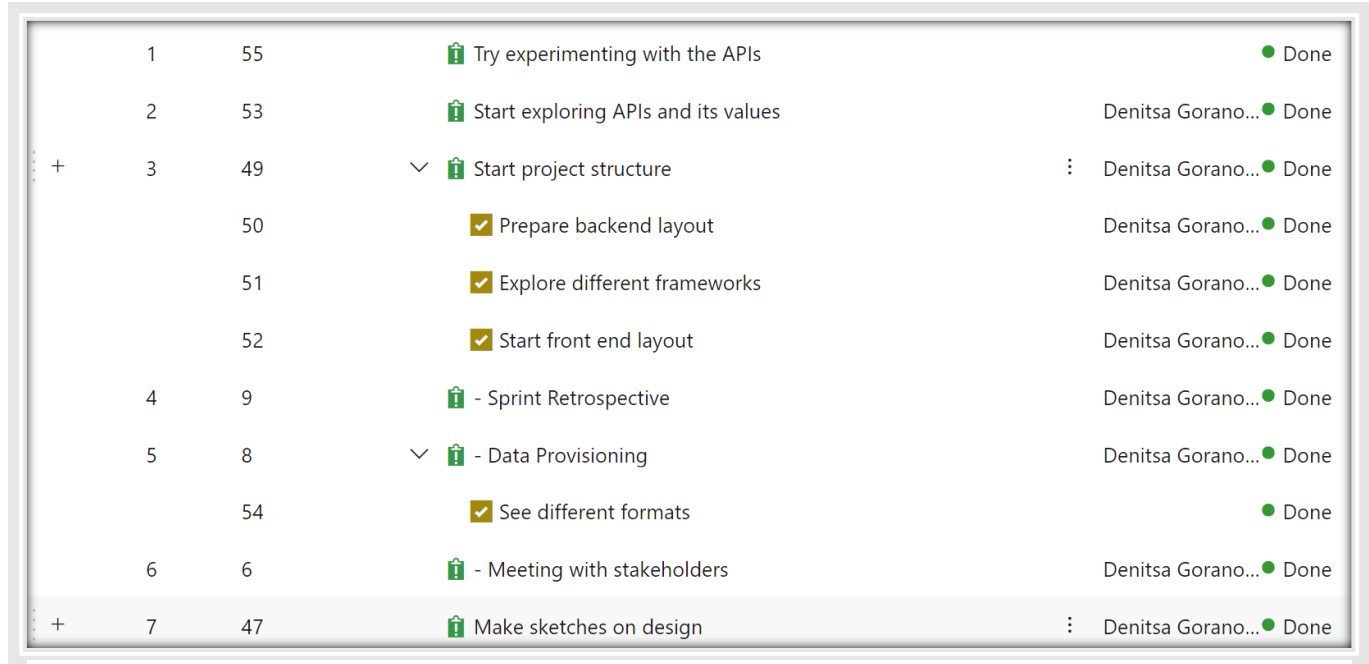 1 55 Try experimenting with the APIs Done
2 53 Start exploring APIs and its values Denitsa Gorano... Done
+ 3 49 Start project structure Denitsa Gorano... Done
50 Prepare backend layout Denitsa Gorano... Done
51 Explore different frameworks Denitsa Gorano... Done
52 Start front end layout Denitsa Gorano... Done
4 9 - Sprint Retrospective Denitsa Gorano... Done
5 8 - Data Provisioning Denitsa Gorano... Done
54 See different formats Done
6 6 - Meeting with stakeholders Denitsa Gorano... Done
+ 7 47 Make sketches on design Denitsa Gorano... Done